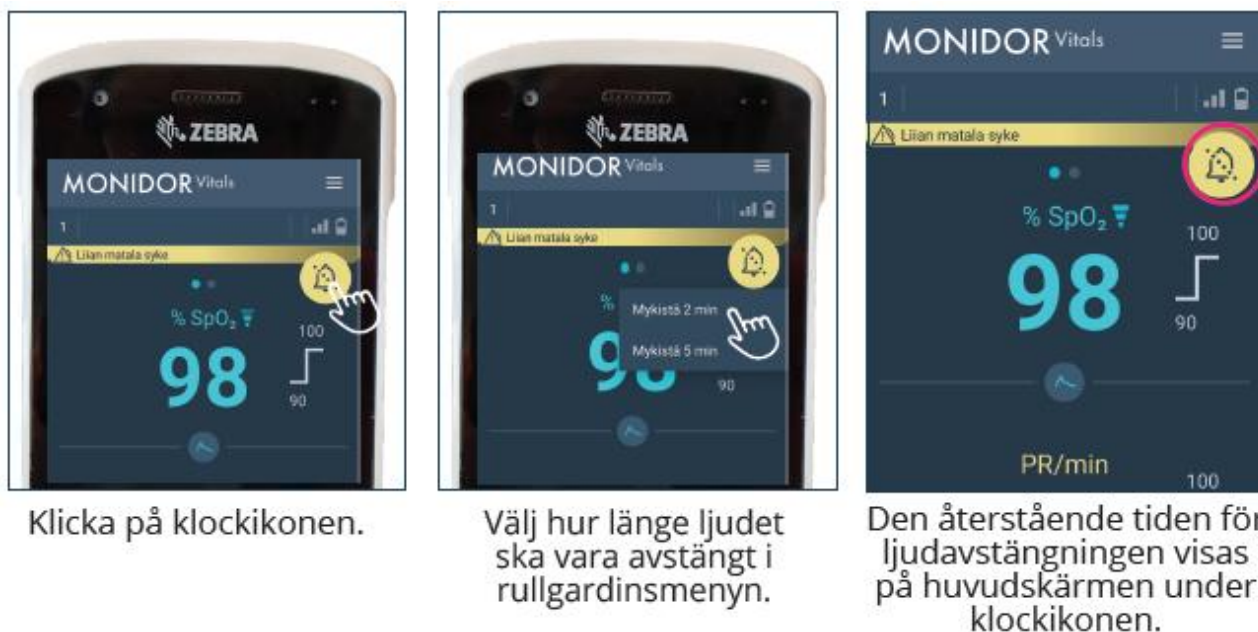 ZEBRA
MONIDOR Vitals
1
Liian matala syke
% SpO₂
98
100
90
Klicka på klockikonen.
ZEBRA
MONIDOR Vitals
1
Liian matala syke
%
Mykistä 2 min
Mykistä 5 min
90
Välj hur länge ljudet
ska vara avstängt i
rullgardinsmenyn.
MONIDOR Vitals
1
Liian matala syke
% SpO₂
98
100
90
PR/min
100
Den återstående tiden för
ljudavstängningen visas
på huvudskärmen under
klockikonen.